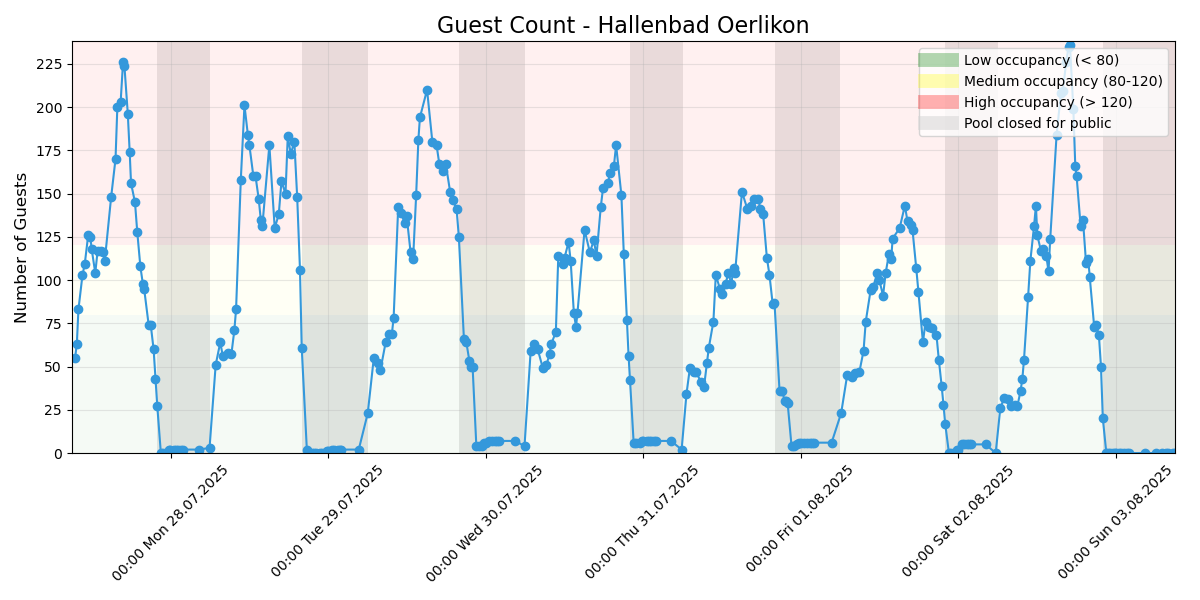 Guest Count - Hallenbad Oerlikon
Number of Guests
225
200
175
150
125
100
75
50
25
0
Low occupancy (< 80)
Medium occupancy (80-120)
High occupancy (> 120)
Pool closed for public
00:00 Mon 28.07.2025
00:00 Tue 29.07.2025
00:00 Wed 30.07.2025
00:00 Thu 31.07.2025
00:00 Fri 01.08.2025
00:00 Sat 02.08.2025
00:00 Sun 03.08.2025